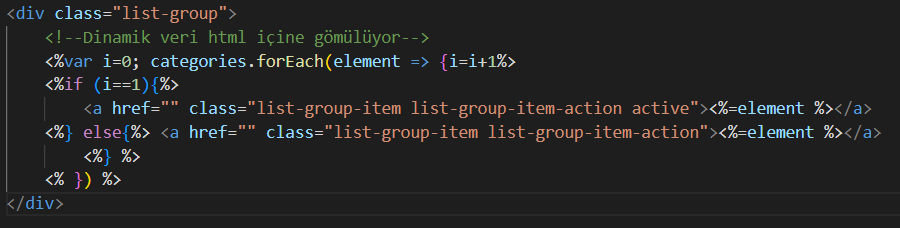 <div class="list-group">
<!--Dinamik veri html içine gömülüyor-->
<%var i=0; categories.forEach(element => {i=i+1%>
<%if (i==1){%>
<a href="" class="list-group-item list-group-item-action active"><%=element %></a>
<%} else{%> <a href="" class="list-group-item list-group-item-action"><%=element %></a>
<%} %>
<% }) %>
</div>